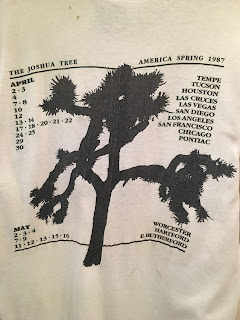 THE JOSHUA TREE AMERICA SPRING 1987
APRIL
2 · 3
4
7 · 8
10
12
13 · 14
17 · 18 · 20 · 21 · 22
24 · 25
29
30
TEMPE
TUCSON
HOUSTON
LAS CRUCES
LAS VEGAS
SAN DIEGO
LOS ANGELES
SAN FRANCISCO
CHICAGO
PONTIAC
MAY
2 · 3 · 4
7 · 9
11 · 12 · 13 · 15 · 16
WORCESTER
HARTFORD
E. RUTHERFORD